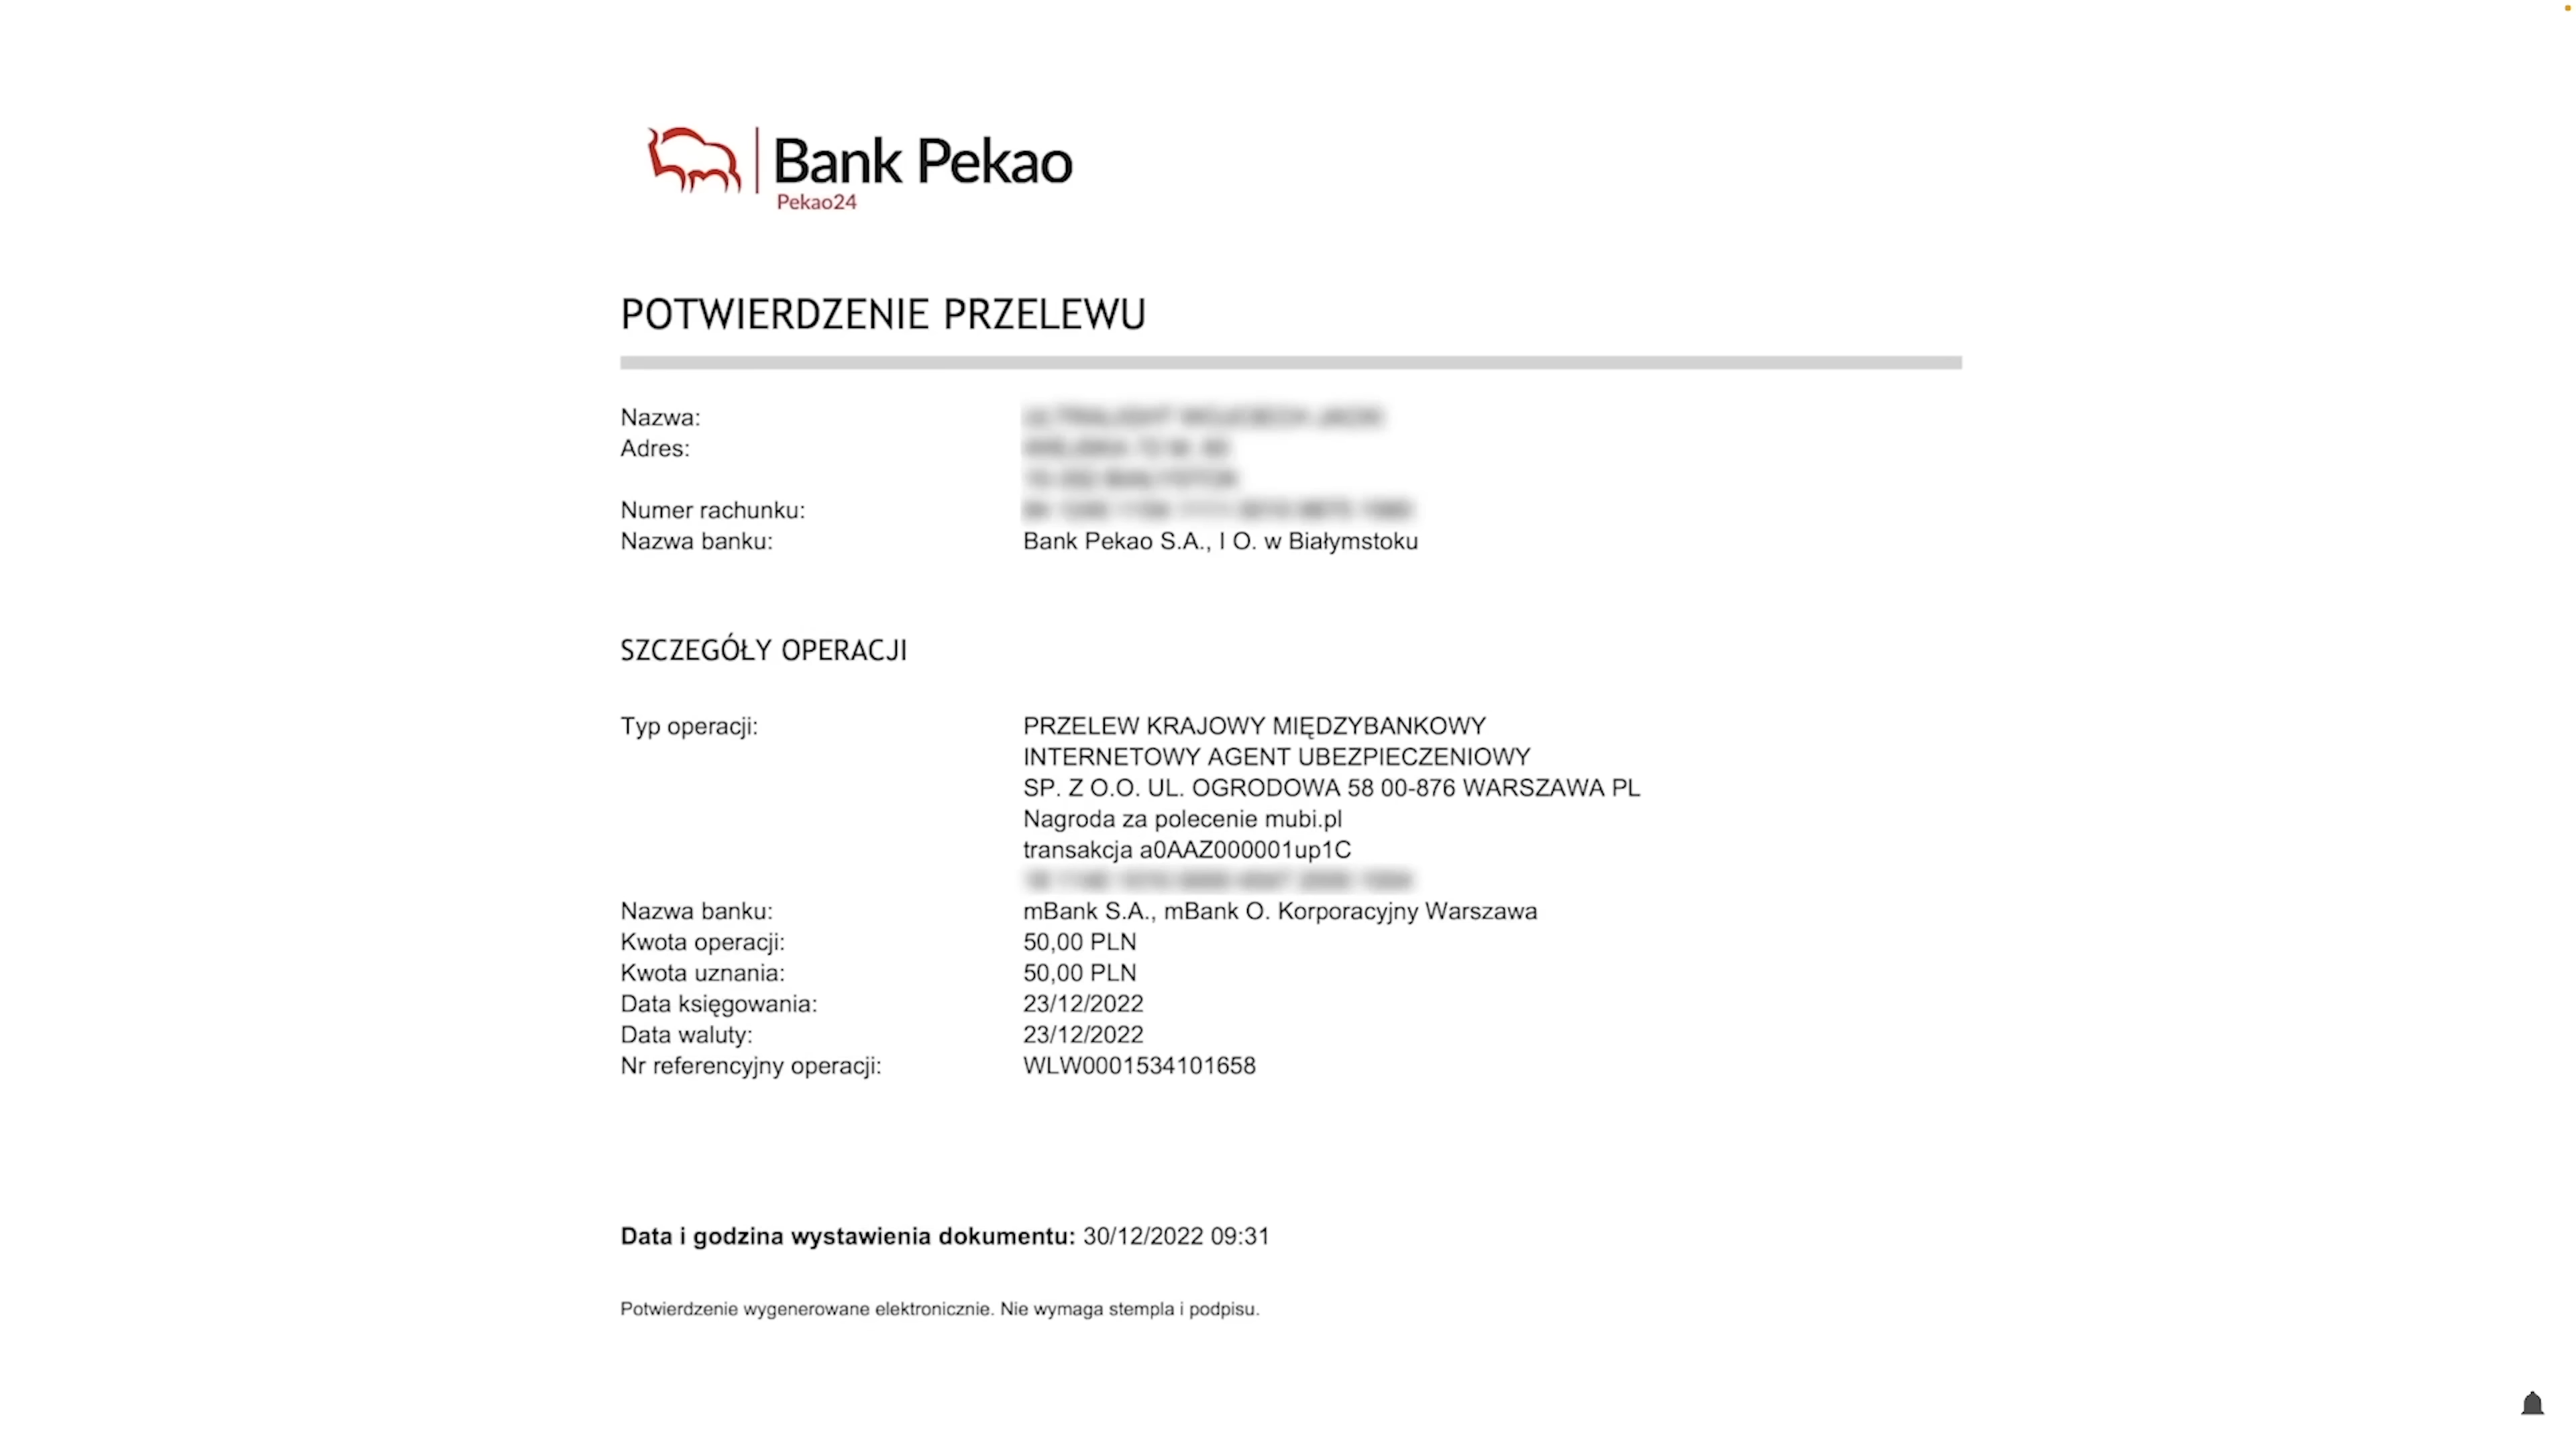 Bank Pekao
Pekao24
POTWIERDZENIE PRZELEWU
Nazwa:
Adres:
Numer rachunku:
Nazwa banku: Bank Pekao S.A., I O. w Białymstoku
SZCZEGÓŁY OPERACJI
Typ operacji: PRZELEW KRAJOWY MIĘDZYBANKOWY
INTERNETOWY AGENT UBEZPIECZENIOWY
SP. Z O.O. UL. OGRODOWA 58 00-876 WARSZAWA PL
Nagroda za polecenie mubi.pl
transakcja a0AAZ000001up1C
Nazwa banku: mBank S.A., mBank O. Korporacyjny Warszawa
Kwota operacji: 50,00 PLN
Kwota uznania: 50,00 PLN
Data księgowania: 23/12/2022
Data waluty: 23/12/2022
Nr referencyjny operacji: WLW0001534101658
Data i godzina wystawienia dokumentu: 30/12/2022 09:31
Potwierdzenie wygenerowane elektronicznie. Nie wymaga stempla i podpisu.